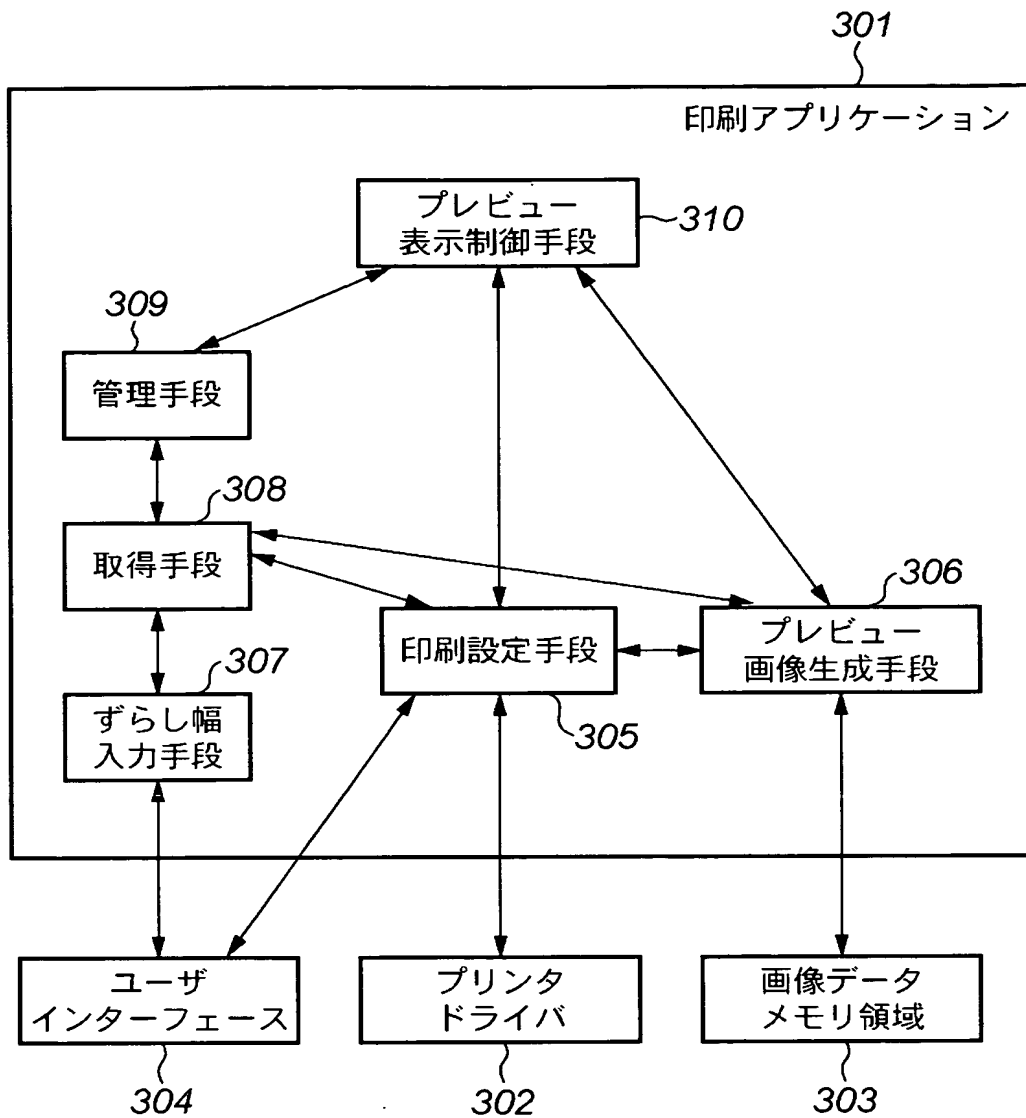 301
印刷アプリケーション
プレビュー
表示制御手段
310
309
管理手段
308
取得手段
306
印刷設定手段
プレビュー
画像生成手段
307
305
ずらし幅
入力手段
ユーザ
インターフェース
プリンタ
ドライバ
画像データ
メモリ領域
304
302
303